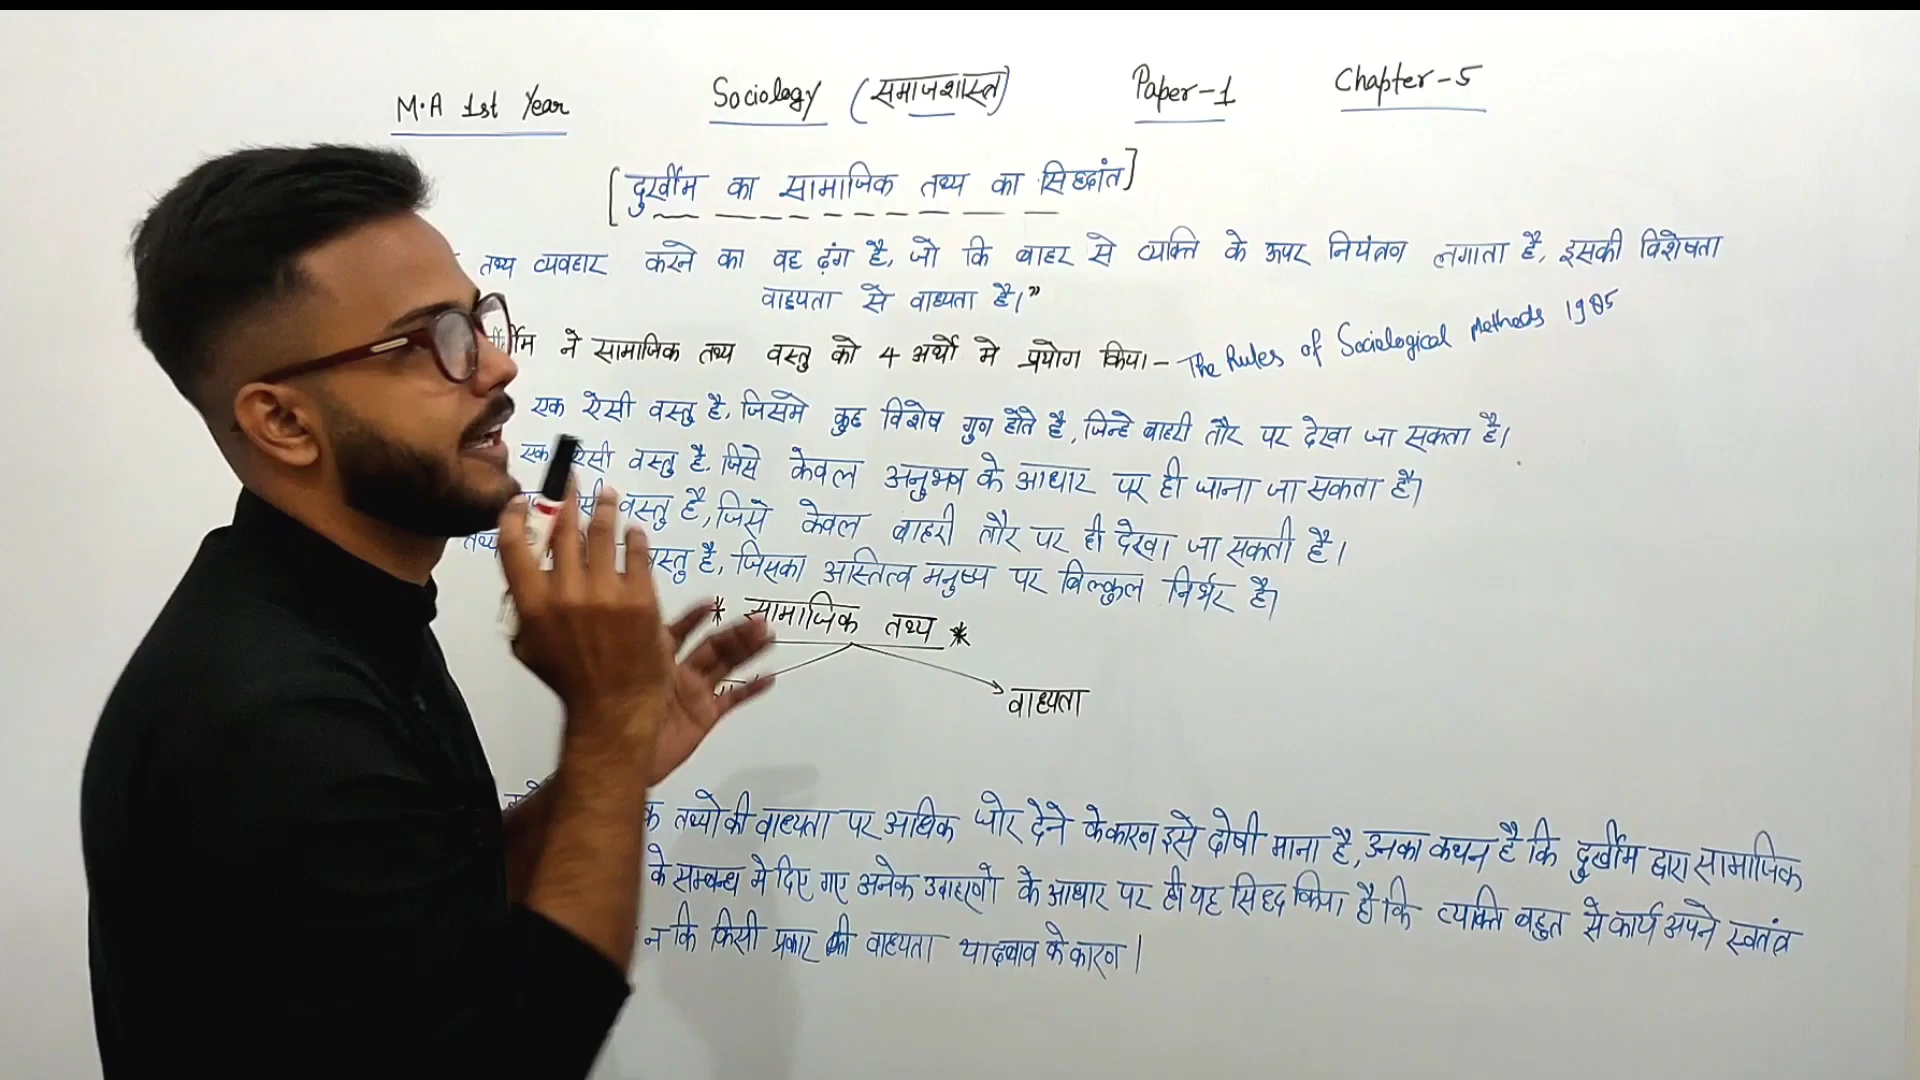 M.A 1st Year Sociology (समाजशास्त्र) Paper-1 Chapter-5
[दुर्खीम का सामाजिक तथ्य का सिद्धांत]
तथ्य व्यवहार करने का वह ढ़ंग है, जो कि बाहर से व्यक्ति के ऊपर नियंत्रण लगाता है, इसकी विशेषता
वाह्यता से वाध्यता है।"
ने सामाजिक तथ्य वस्तु को 4 अर्थो मे प्रयोग किया। - The Rules of Sociological Methods
एक ऐसी वस्तु है, जिसमे कुछ विशेष गुण होते है, जिन्हे बाहरी तौर पर देखा जा सकता है।
एक ऐसी वस्तु है, जिसे केवल अनुभव के आधार पर ही जाना जा सकता है।
वस्तु है, जिसे केवल बाहरी तौर पर ही देखा जा सकती है।
तथ्य वस्तु है, जिसका अस्तित्व मनुष्य पर बिल्कुल निर्भर है।
* सामाजिक तथ्य *
वाध्यता
तथ्यो की वाध्यता पर अधिक जोर देने के कारण इसे दोषी माना है, उनका कथन है कि दुर्खीम द्वारा सामाजिक
के सम्बन्ध मे दिए गए अनेक उदाहरणो के आधार पर ही यह सिद्ध किया है कि व्यक्ति बहुत से कार्य अपने स्वतंत्र
न कि किसी प्रकार की वाध्यता या दबाव के कारण।